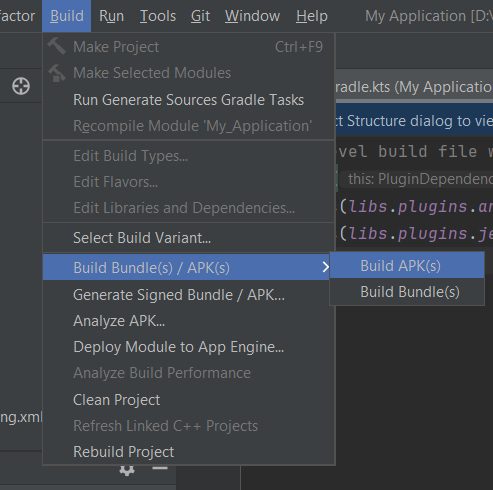 factor Build Run Tools Git Window Help My Application [D:\
Make Project Ctrl+F9
Make Selected Modules
radle.kts (My Applicatio
Run Generate Sources Gradle Tasks
ct Structure dialog to vie
Recompile Module 'My_Application'
evel build file w
Edit Build Types...
this: PluginDependenc
Edit Flavors...
Edit Libraries and Dependencies...
(libs.plugins.an
Select Build Variant...
(libs.plugins.je
Build Bundle(s) / APK(s)
Build APK(s)
Generate Signed Bundle / APK...
Build Bundle(s)
Analyze APK...
Deploy Module to App Engine...
Analyze Build Performance
Clean Project
ng.xml
Refresh Linked C++ Projects
Rebuild Project